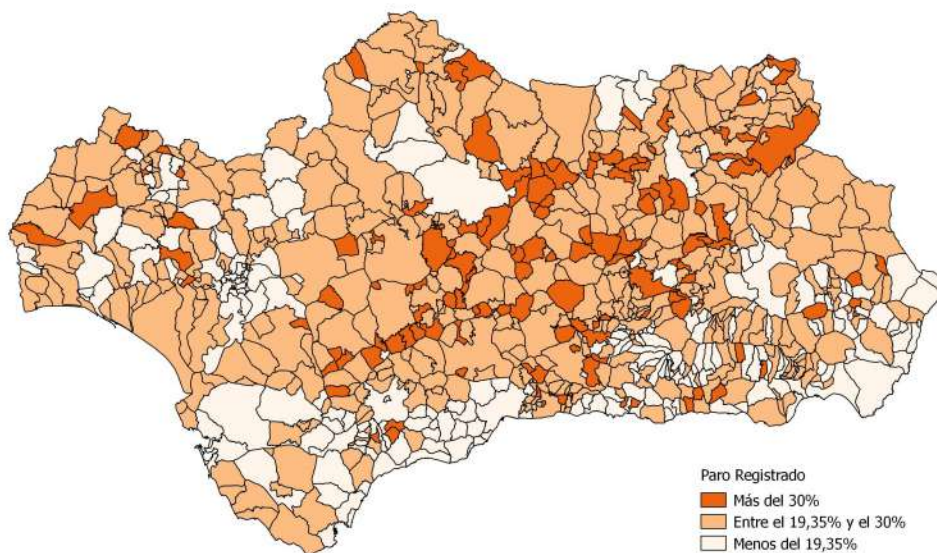 Paro Registrado
Más del 30%
Entre el 19,35% y el 30%
Menos del 19,35%